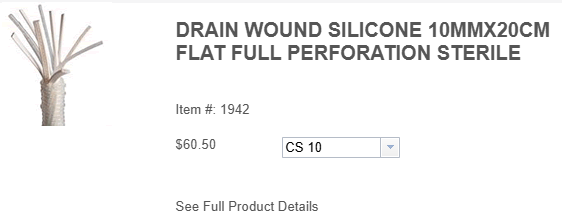 DRAIN WOUND SILICONE 10MMX20CM
FLAT FULL PERFORATION STERILE
Item #: 1942
$60.50 CS 10
See Full Product Details